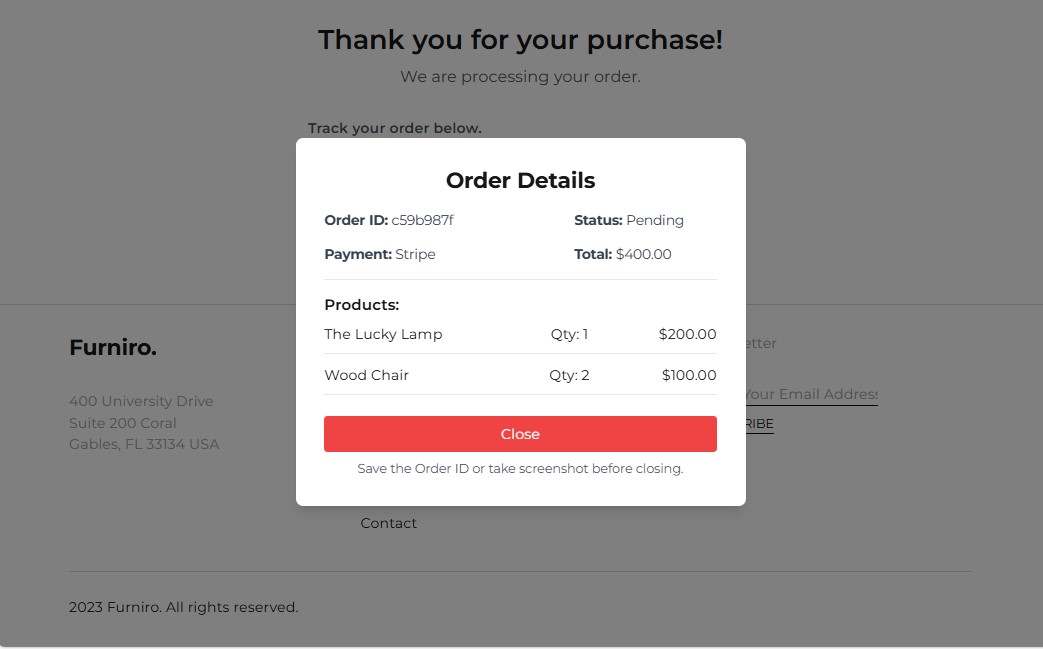 Thank you for your purchase!
We are processing your order.
Track your order below.
Order Details
Order ID: c59b987f Status: Pending
Payment: Stripe Total: $400.00
Products:
The Lucky Lamp Qty: 1 $200.00
Wood Chair Qty: 2 $100.00
Close
Save the Order ID or take screenshot before closing.
Furniro.
400 University Drive
Suite 200 Coral
Gables, FL 33134 USA
Contact
etter
Your Email Address
RIBE
2023 Furniro. All rights reserved.